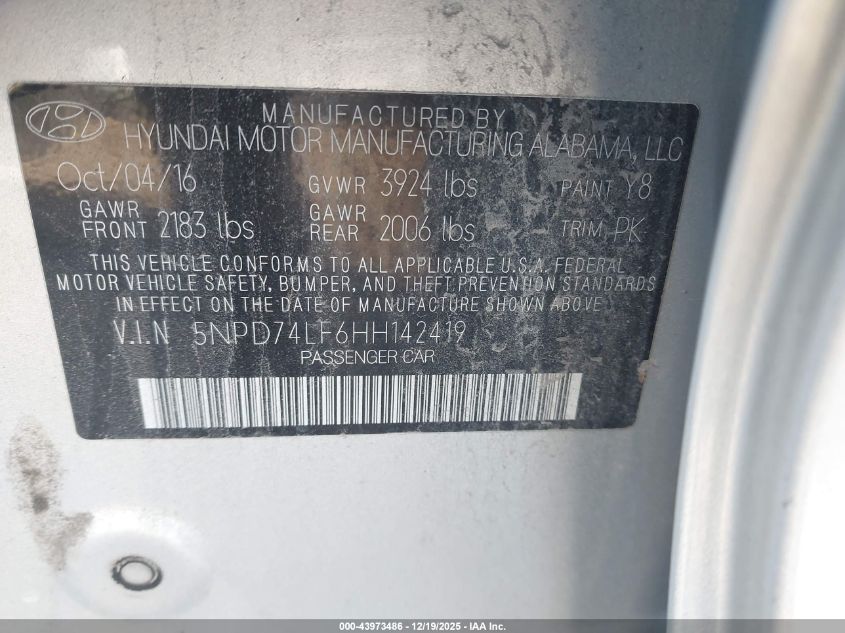 MANUFACTURED BY
HYUNDAI MOTOR MANUFACTURING ALABAMA, LLC
Oct/04/16 GVWR 3924 lbs PAINT Y8
GAWR FRONT 2183 lbs GAWR REAR 2006 lbs TRIM PK
THIS VEHICLE CONFORMS TO ALL APPLICABLE U.S.A. FEDERAL
MOTOR VEHICLE SAFETY, BUMPER, AND THEFT PREVENTION STANDARDS
IN EFFECT ON THE DATE OF MANUFACTURE SHOWN ABOVE
V.I.N 5NPD74LF6HH142419
PASSENGER CAR
000-43973486 - 12/19/2025 - IAA Inc.